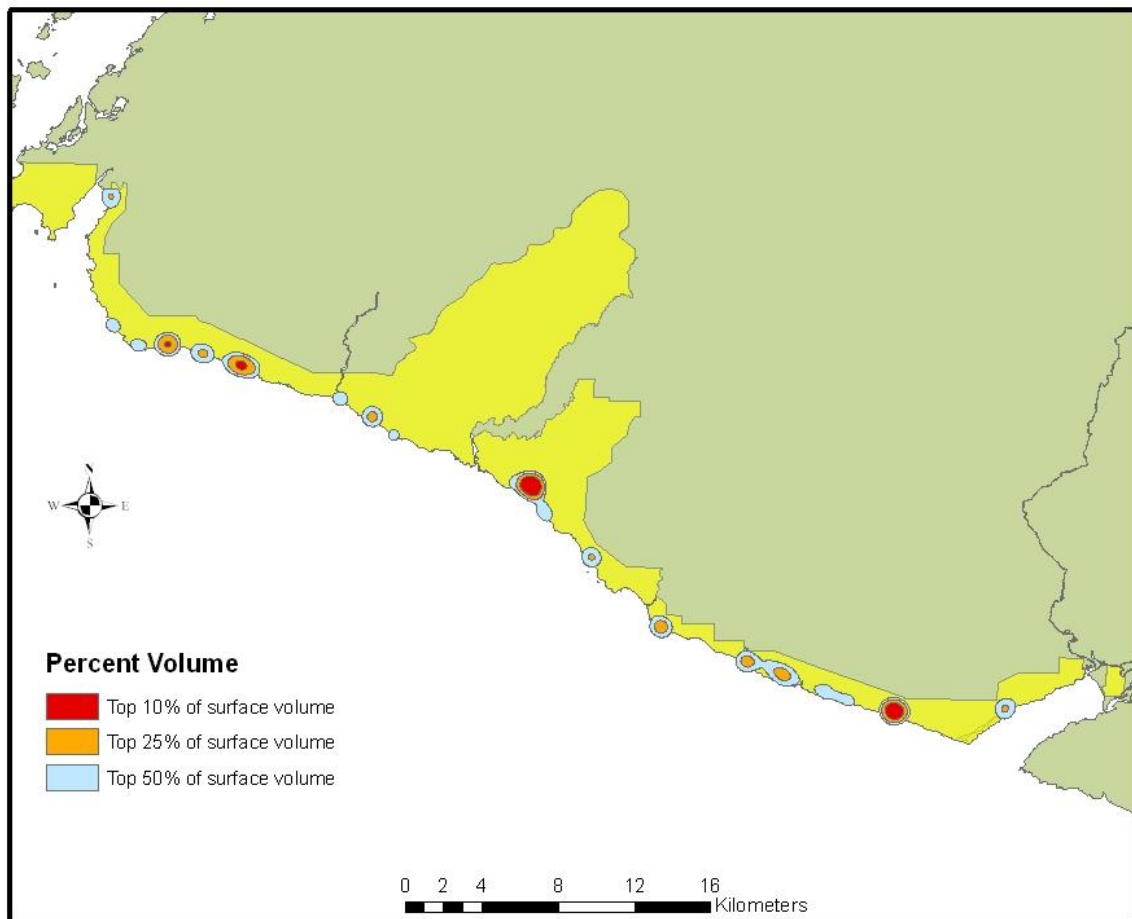 N
W E
S
Percent Volume
Top 10% of surface volume
Top 25% of surface volume
Top 50% of surface volume
0 2 4 8 12 16
Kilometers